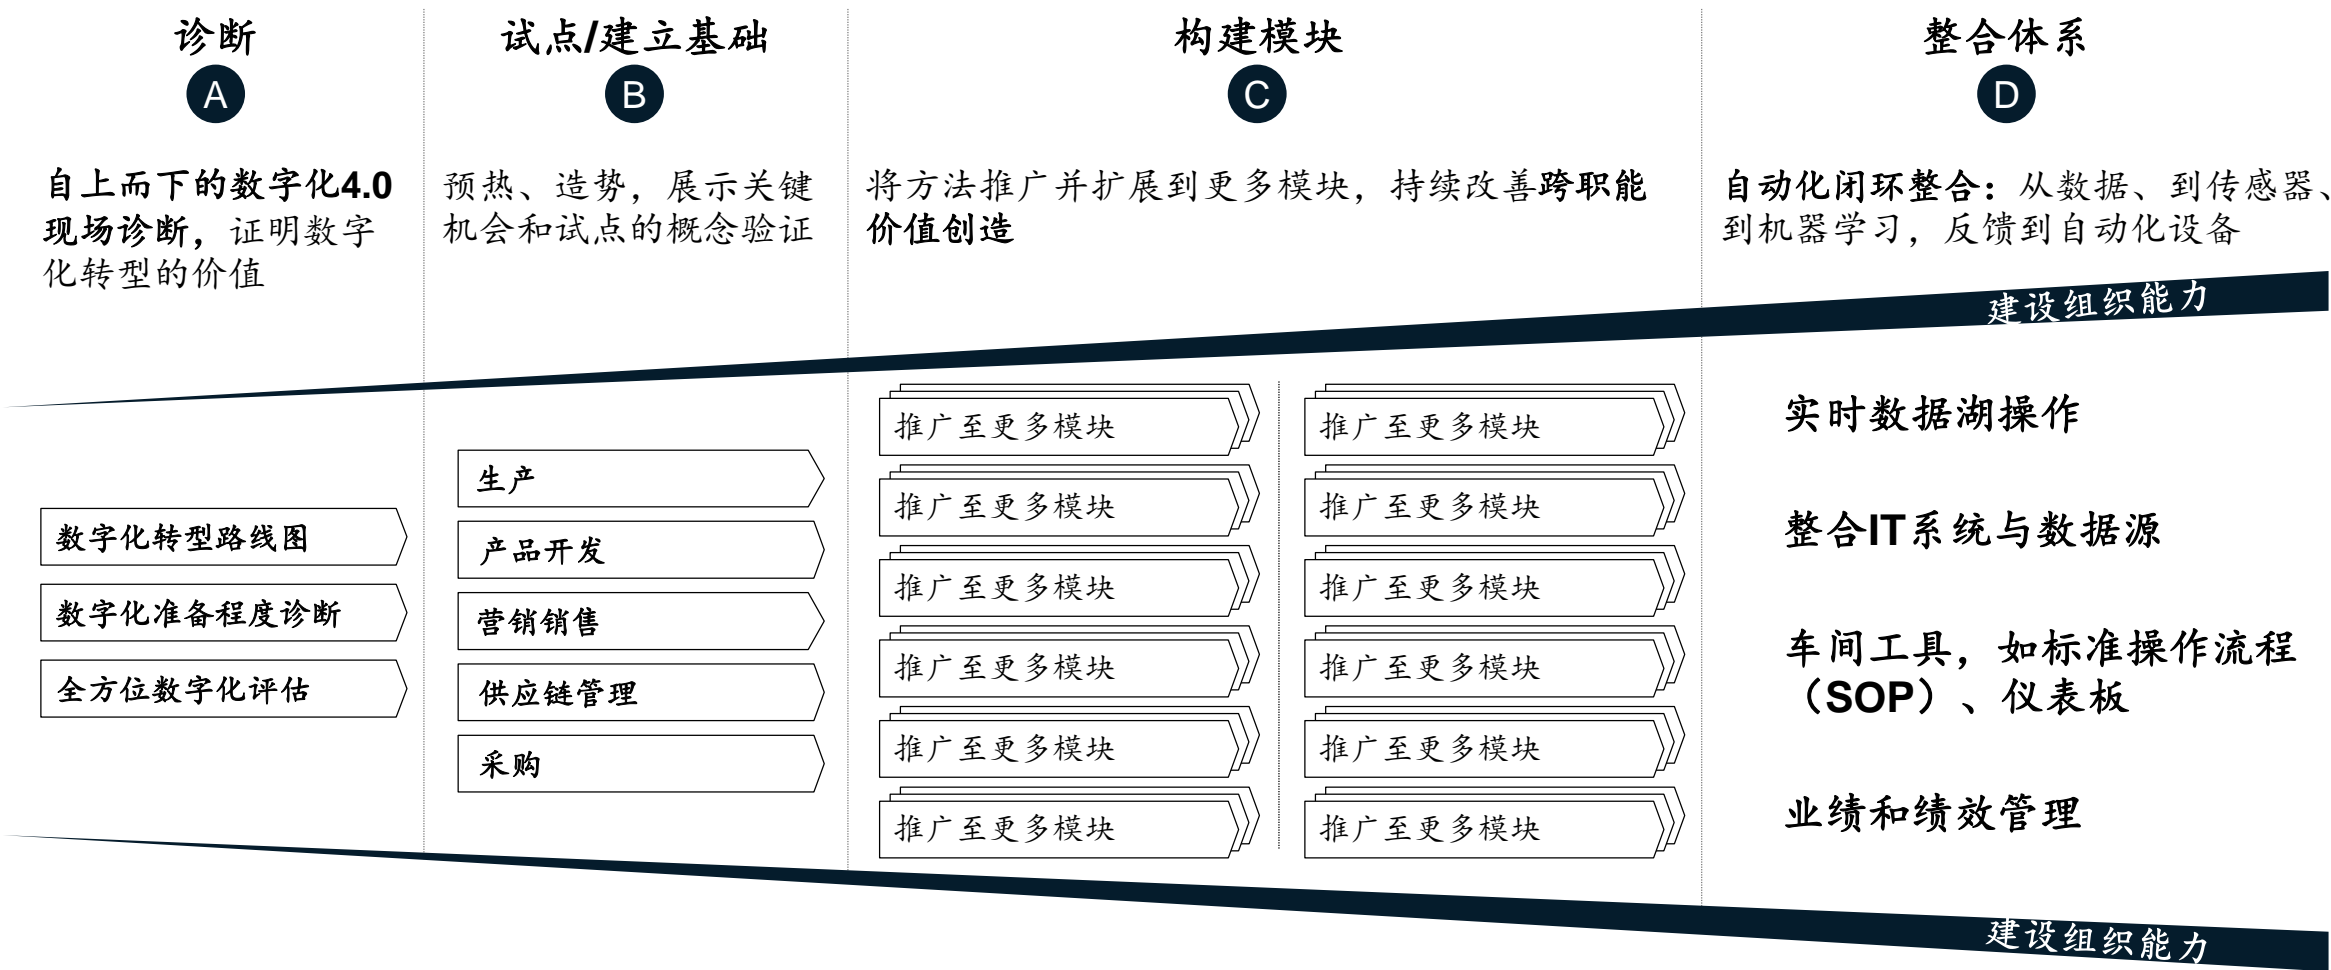 诊断
A
自上而下的数字化4.0
现场诊断，证明数字
化转型的价值
试点/建立基础
B
预热、造势，展示关键
机会和试点的概念验证
构建模块
C
将方法推广并扩展到更多模块，持续改善跨职能
价值创造
整合体系
D
自动化闭环整合：从数据、到传感器、
到机器学习，反馈到自动化设备
建设组织能力
数字化转型路线图
数字化准备程度诊断
全方位数字化评估
生产
产品开发
营销销售
供应链管理
采购
推广至更多模块
推广至更多模块
推广至更多模块
推广至更多模块
推广至更多模块
推广至更多模块
推广至更多模块
推广至更多模块
推广至更多模块
推广至更多模块
推广至更多模块
推广至更多模块
实时数据湖操作
整合IT系统与数据源
车间工具，如标准操作流程
（SOP）、仪表板
业绩和绩效管理
建设组织能力